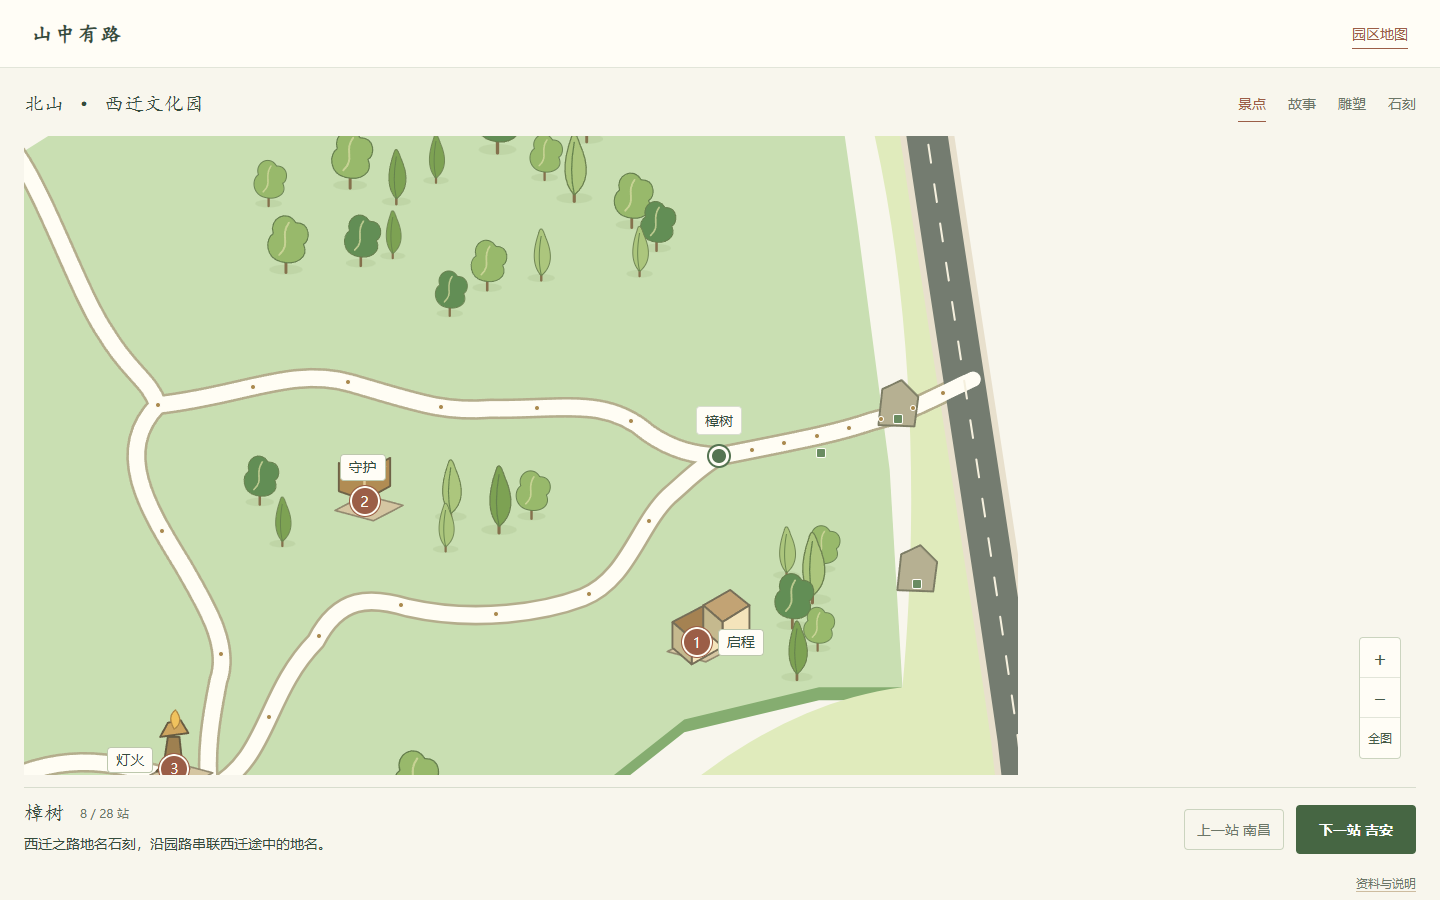 山中有路
园区地图
北山 • 西迁文化园
景点 故事 雕塑 石刻
樟树
守护
2
1 启程
灯火
3
+
−
全图
樟树 8 / 28 站
西迁之路地名石刻，沿园路串联西迁途中的地名。
上一站 南昌
下一站 吉安
资料与说明